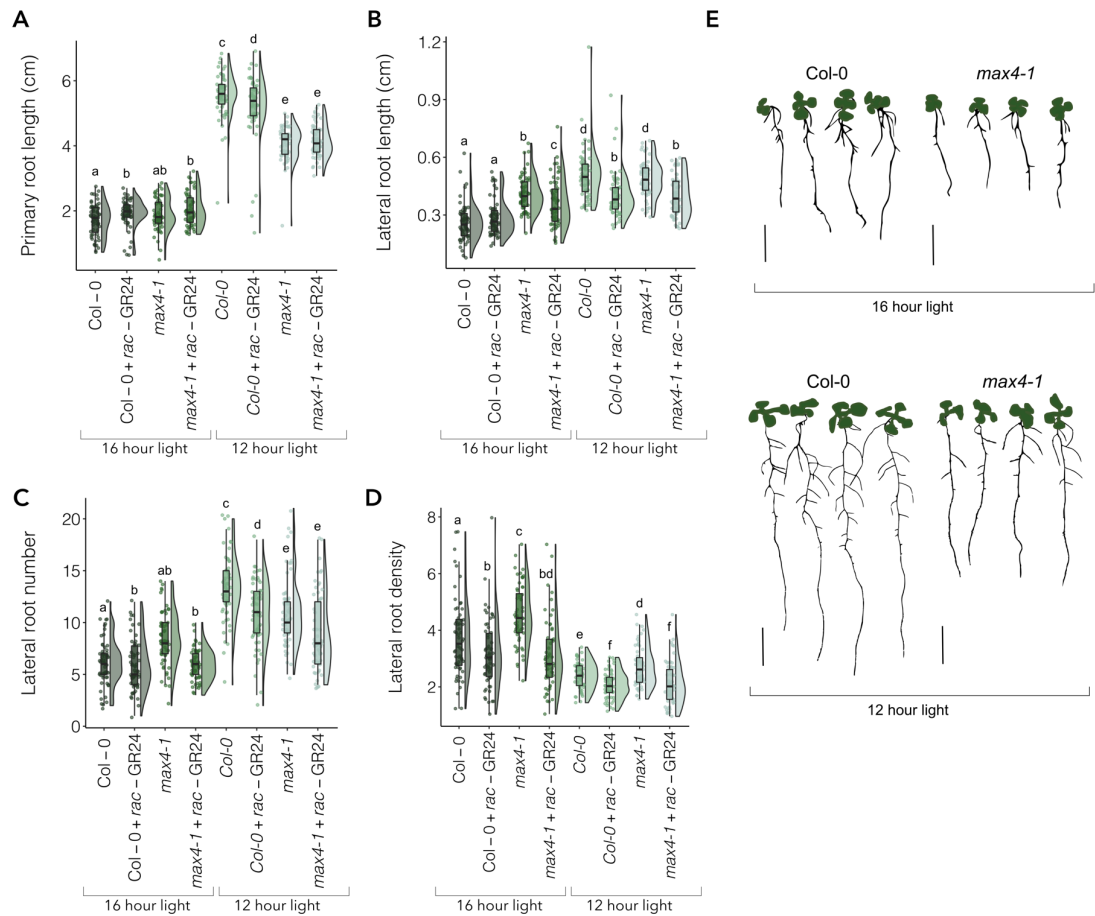 A
Primary root length (cm)
6
4
2
a
b
ab
b
c
d
e
e
Col – 0
Col – 0 + rac – GR24
max4-1
max4-1 + rac – GR24
Col-0
Col-0 + rac – GR24
max4-1
max4-1 + rac – GR24
16 hour light
12 hour light
B
Lateral root length (cm)
1.2
0.9
0.6
0.3
a
a
b
c
d
b
d
b
Col – 0
Col – 0 + rac – GR24
max4-1
max4-1 + rac – GR24
Col-0
Col-0 + rac – GR24
max4-1
max4-1 + rac – GR24
16 hour light
12 hour light
C
Lateral root number
20
15
10
5
0
a
b
ab
b
c
d
e
e
Col – 0
Col – 0 + rac – GR24
max4-1
max4-1 + rac – GR24
Col-0
Col-0 + rac – GR24
max4-1
max4-1 + rac – GR24
16 hour light
12 hour light
D
Lateral root density
8
6
4
2
a
b
c
bd
e
f
d
f
Col – 0
Col – 0 + rac – GR24
max4-1
max4-1 + rac – GR24
Col-0
Col-0 + rac – GR24
max4-1
max4-1 + rac – GR24
16 hour light
12 hour light
E
Col-0
max4-1
16 hour light
Col-0
max4-1
12 hour light